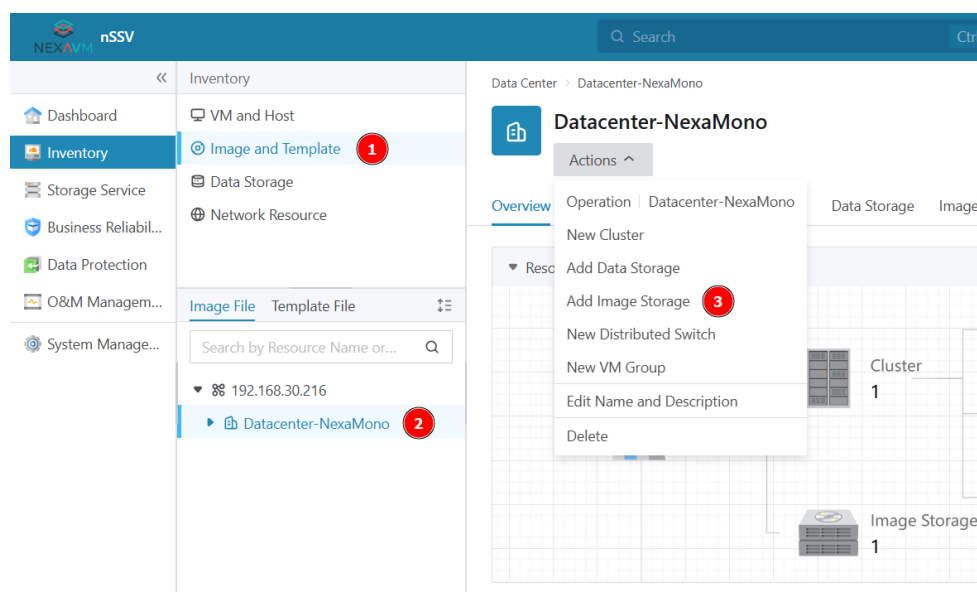 NEXAVM nSSV
Search
Ctr
Inventory
Data Center > Datacenter-NexaMono
Dashboard
Inventory
Storage Service
Business Reliabil...
Data Protection
O&M Managem...
System Manage...
VM and Host
Image and Template 1
Data Storage
Network Resource
Image File Template File
Search by Resource Name or...
192.168.30.216
Datacenter-NexaMono 2
Datacenter-NexaMono
Actions
Overview
Data Storage Image
Reso
Operation Datacenter-NexaMono
New Cluster
Add Data Storage
Add Image Storage 3
New Distributed Switch
New VM Group
Edit Name and Description
Delete
Cluster
1
Image Storage
1